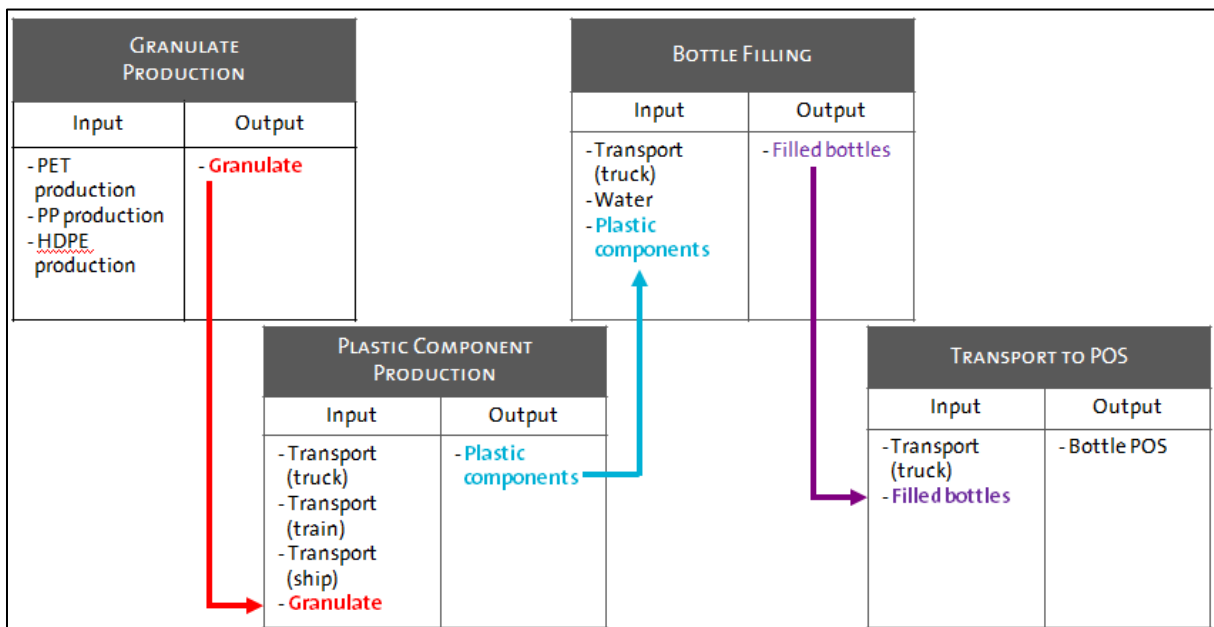 GRANULATE
PRODUCTION
Input
Output
- PET
production
- PP production
- HDPE
production
- Granulate
BOTTLE FILLING
Input
Output
- Transport
(truck)
- Water
- Plastic
components
- Filled bottles
PLASTIC COMPONENT
PRODUCTION
Input
Output
- Transport
(truck)
- Transport
(train)
- Transport
(ship)
- Granulate
- Plastic
components
TRANSPORT TO POS
Input
Output
- Transport
(truck)
- Filled bottles
- Bottle POS